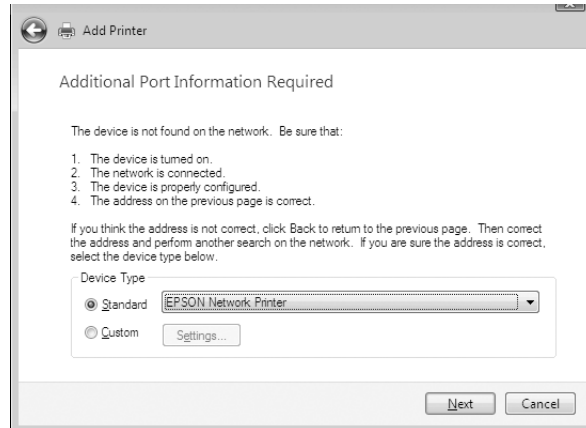 Add Printer
Additional Port Information Required
The device is not found on the network. Be sure that:
1. The device is turned on.
2. The network is connected.
3. The device is properly configured.
4. The address on the previous page is correct.
If you think the address is not correct, click Back to return to the previous page. Then correct
the address and perform another search on the network. If you are sure the address is correct,
select the device type below.
Device Type
Standard EPSON Network Printer
Custom Settings...
Next Cancel